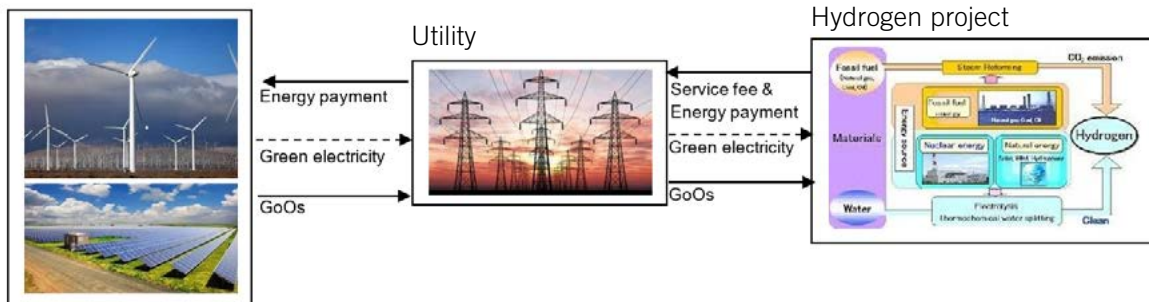 Hydrogen project
Utility
Energy payment
Green electricity
GoOs
Service fee &
Energy payment
Green electricity
GoOs
Fossil fuel
CO₂ emission
Steam Reforming
Fossil fuel
energy
Energy source
Materials
Hydrogen
Nuclear energy
Natural energy
Water
Electrolysis
Thermochemical water splitting
Clean